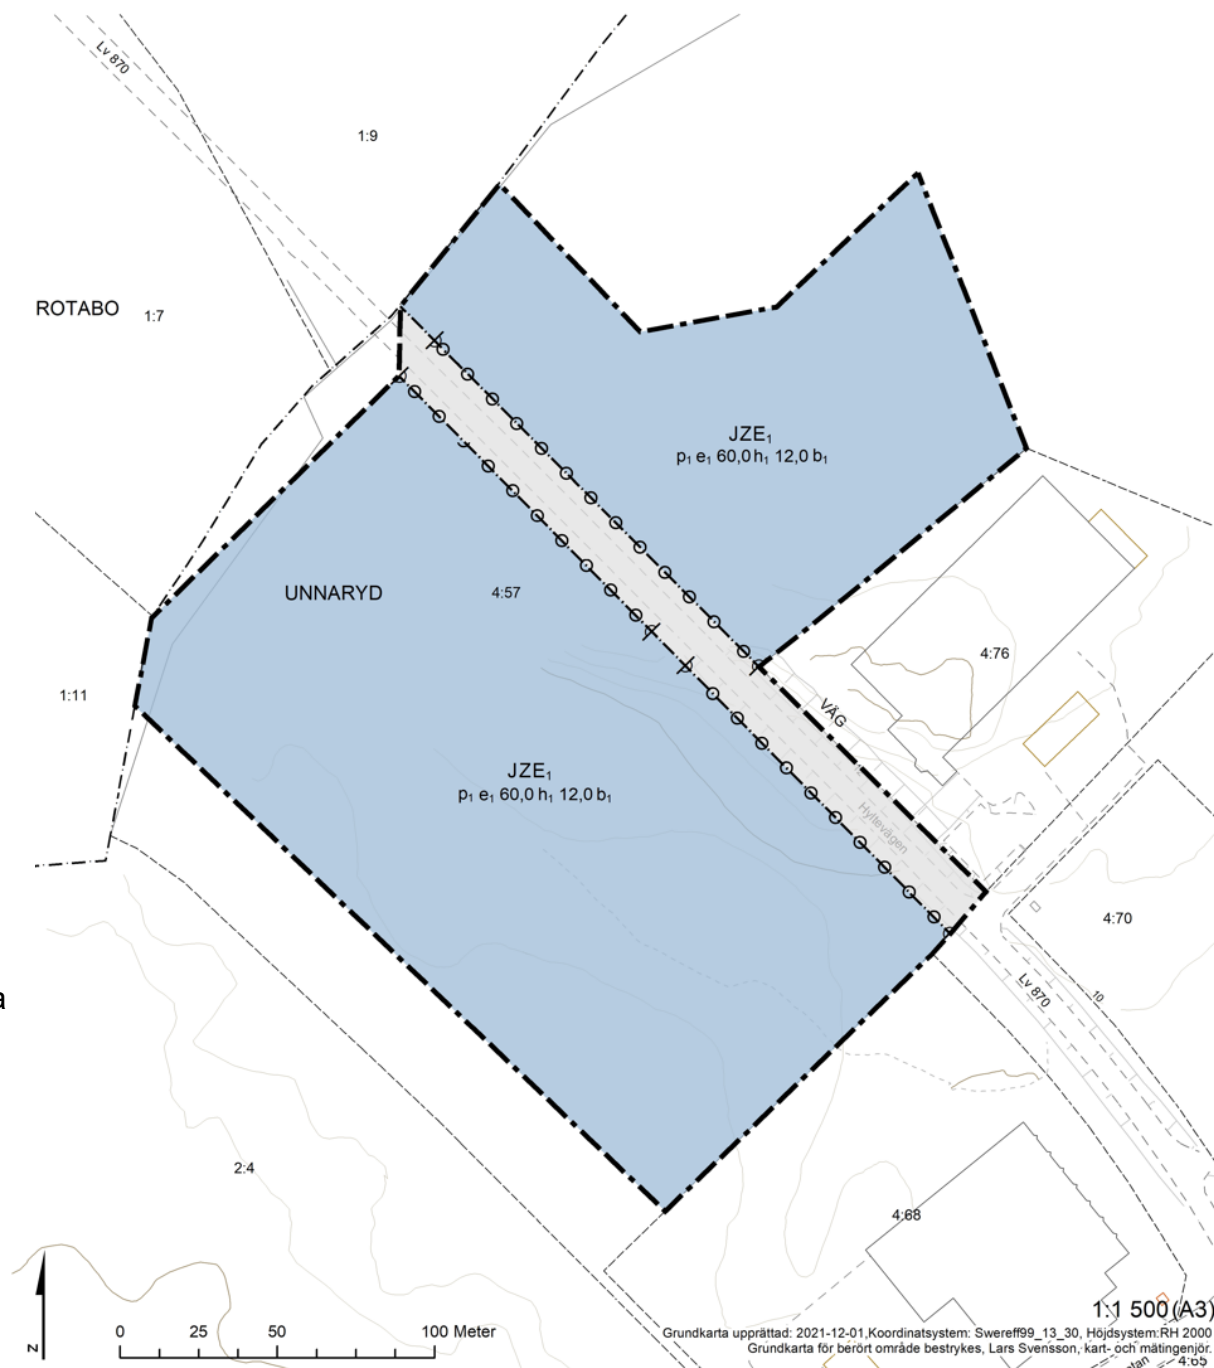 Lv 870
1:9
ROTABO 1:7
JZE₁
p₁ e₁ 60,0 h₁ 12,0 b₁
UNNARYD
4:57
4:76
1:11
VÄG
JZE₁
p₁ e₁ 60,0 h₁ 12,0 b₁
Hyltevägen
4:70
a
Lv 870
10
2:4
4:68
z
0 25 50 100 Meter
1:1 500 (A3)
Grundkarta upprättad: 2021-12-01,Koordinatsystem: Swereff99_13_30, Höjdsystem:RH 2000
Grundkarta för berört område bestrykes, Lars Svensson, kart- och mätingenjör.
4:65